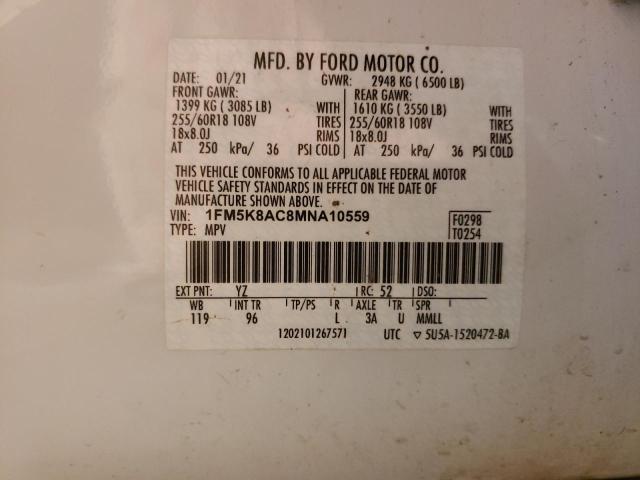 MFD. BY FORD MOTOR CO.
DATE: 01/21 GVWR: 2948 KG ( 6500 LB)
FRONT GAWR: REAR GAWR:
1399 KG ( 3085 LB) WITH 1610 KG ( 3550 LB) WITH
255/60R18 108V TIRES 255/60R18 108V TIRES
18x8.0J RIMS 18x8.0J RIMS
AT 250 kPa/ 36 PSI COLD AT 250 kPa/ 36 PSI COLD
THIS VEHICLE CONFORMS TO ALL APPLICABLE FEDERAL MOTOR
VEHICLE SAFETY STANDARDS IN EFFECT ON THE DATE OF
MANUFACTURE SHOWN ABOVE.
VIN: 1FM5K8AC8MNA10559 F0298
TYPE: MPV T0254
EXT PNT: YZ RC: 52 DSO:
WB INT TR TP/PS R AXLE TR SPR
119 96 L 3A U MMLL
1202101267571 UTC ▽ 5U5A-1520472-BA